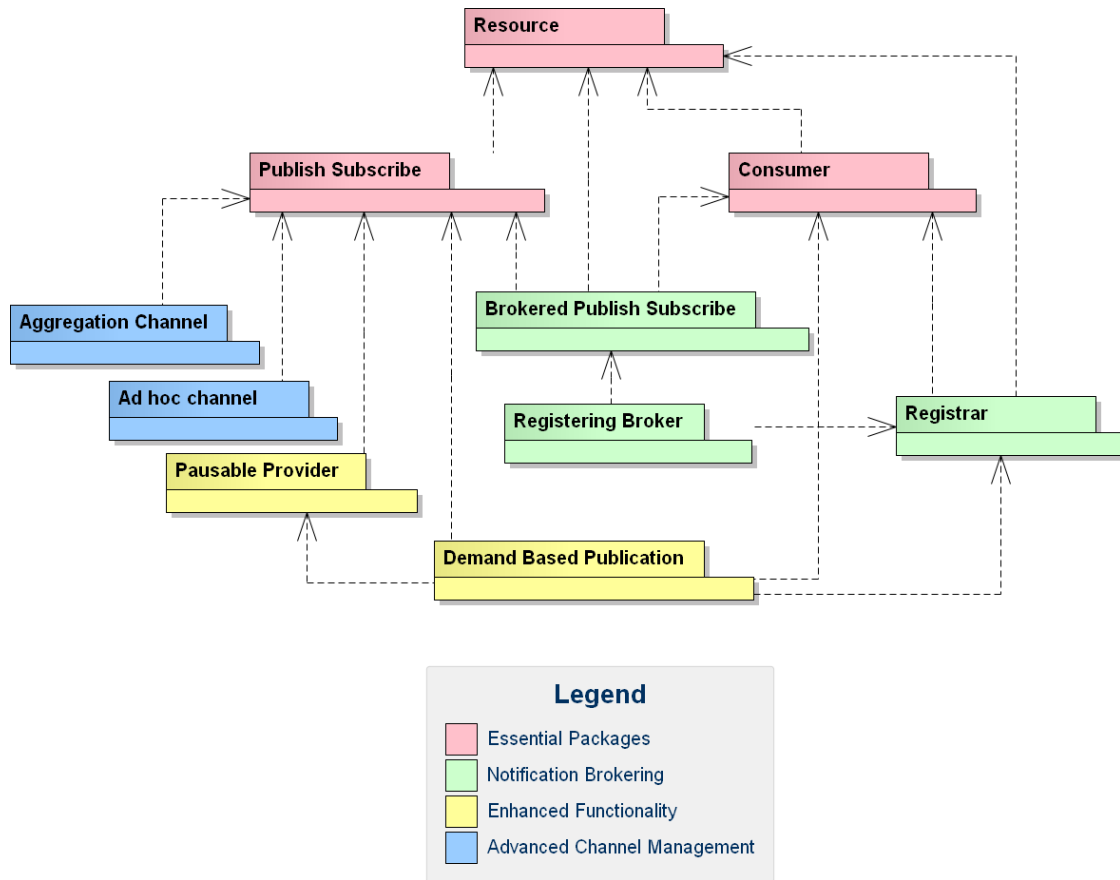 Resource
Publish Subscribe
Consumer
Brokered Publish Subscribe
Aggregation Channel
Ad hoc channel
Registering Broker
Registrar
Pausable Provider
Demand Based Publication
Legend
Essential Packages
Notification Brokering
Enhanced Functionality
Advanced Channel Management